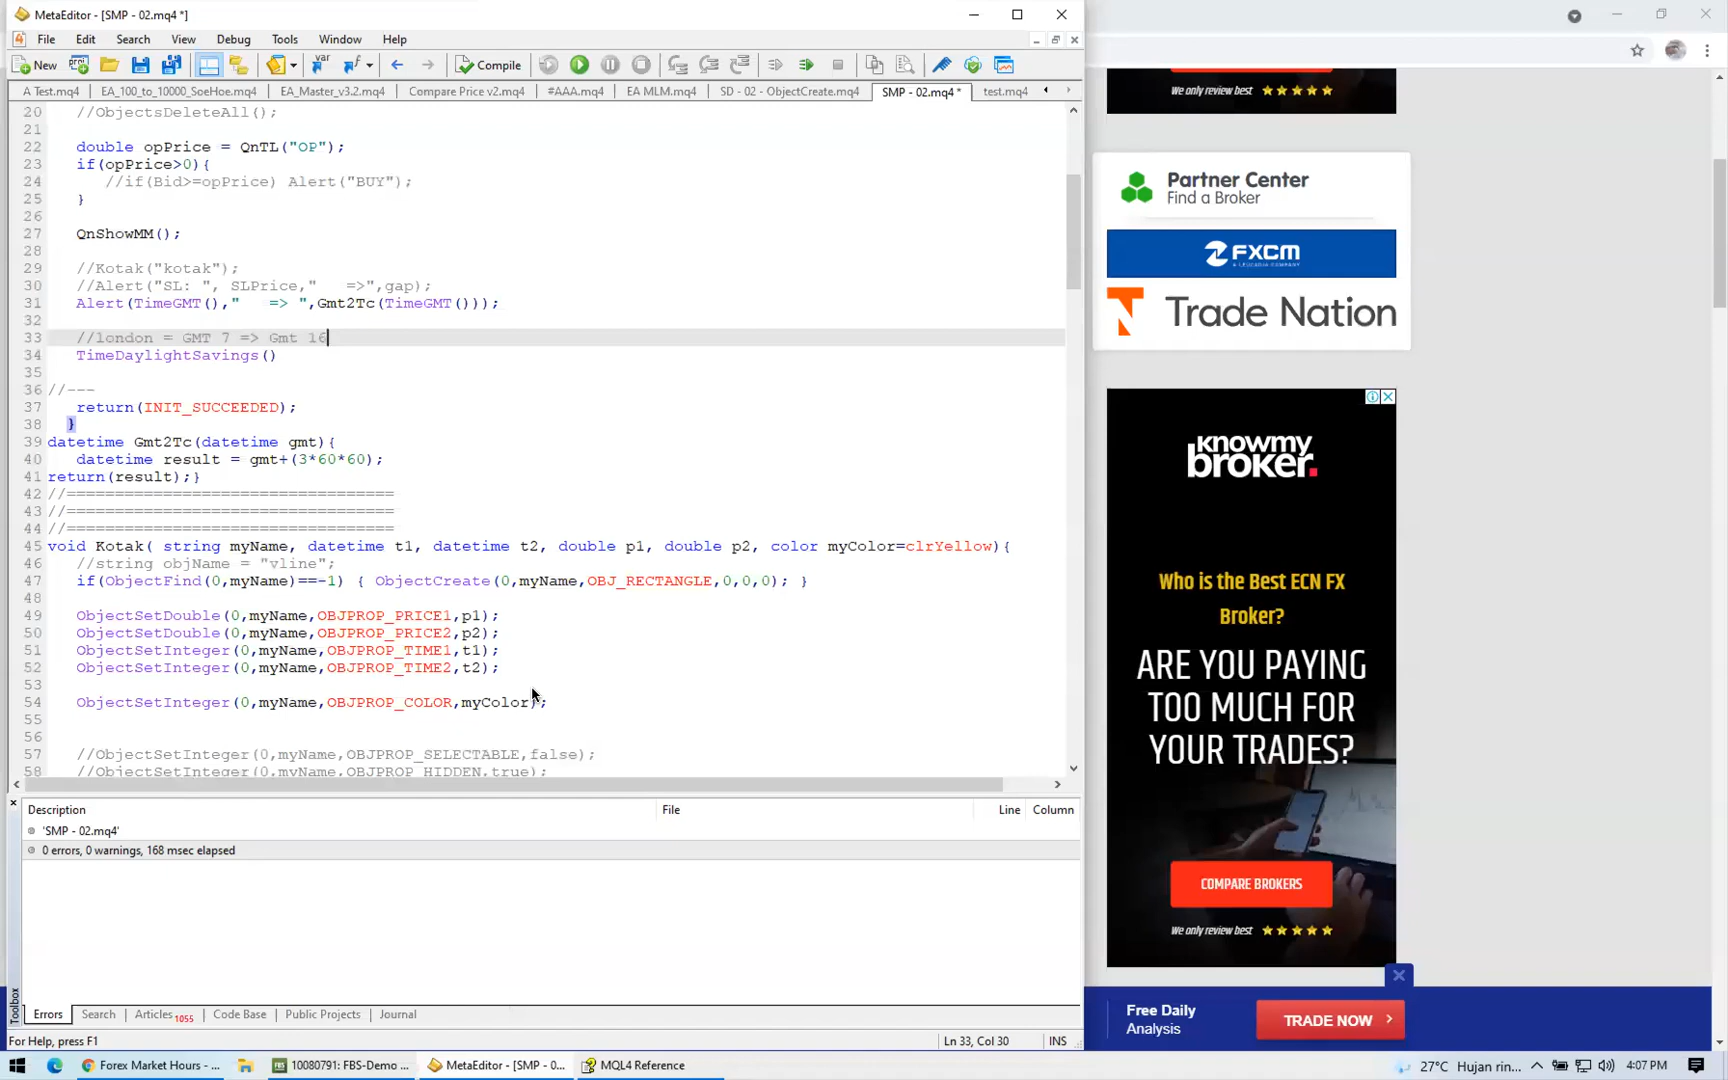 MetaEditor - [SMP - 02.mq4 *]
File Edit Search View Debug Tools Window Help
New Compile
A Test.mq4 EA_100_to_10000_SoeHoe.mq4 EA_Master_v3.2.mq4 Compare Price v2.mq4 #AAA.mq4 EA MLM.mq4 SD - 02 - ObjectCreate.mq4 SMP - 02.mq4 * test.mq4
20 //ObjectsDeleteAll();
21
22 double opPrice = QnTL("OP");
23 if(opPrice>0){
24 //if(Bid>=opPrice) Alert("BUY");
25 }
26
27 QnShowMM();
28
29 //Kotak("kotak");
30 //Alert("SL: ", SLPrice," =>",gap);
31 Alert(TimeGMT()," => ",Gmt2Tc(TimeGMT()));
32
33 //london = GMT 7 => Gmt 16
34 TimeDaylightSavings()
35
36 //---
37 return(INIT_SUCCEEDED);
38 }
39 datetime Gmt2Tc(datetime gmt){
40 datetime result = gmt+(3*60*60);
41 return(result);}
42 //==================================
43 //==================================
44 //==================================
45 void Kotak( string myName, datetime t1, datetime t2, double p1, double p2, color myColor=clrYellow){
46 //string objName = "vline";
47 if(ObjectFind(0,myName)==-1) { ObjectCreate(0,myName,OBJ_RECTANGLE,0,0,0); }
48
49 ObjectSetDouble(0,myName,OBJPROP_PRICE1,p1);
50 ObjectSetDouble(0,myName,OBJPROP_PRICE2,p2);
51 ObjectSetInteger(0,myName,OBJPROP_TIME1,t1);
52 ObjectSetInteger(0,myName,OBJPROP_TIME2,t2);
53
54 ObjectSetInteger(0,myName,OBJPROP_COLOR,myColor);
55
56
57 //ObjectSetInteger(0,myName,OBJPROP_SELECTABLE,false);
58 //ObjectSetInteger(0,myName,OBJPROP_HIDDEN,true);
Description File Line Column
'SMP - 02.mq4'
0 errors, 0 warnings, 168 msec elapsed
Toolbox
Errors Search Articles 1055 Code Base Public Projects Journal
For Help, press F1 Ln 33, Col 30 INS
We only review best
Partner Center
Find a Broker
FXCM
A LEUCADIA COMPANY
Trade Nation
knowmy
broker.
Who is the Best ECN FX
Broker?
ARE YOU PAYING
TOO MUCH FOR
YOUR TRADES?
COMPARE BROKERS
We only review best
Free Daily
Analysis
TRADE NOW
Forex Market Hours - ... 10080791: FBS-Demo ... MetaEditor - [SMP - 0... MQL4 Reference 27°C Hujan rin... 4:07 PM